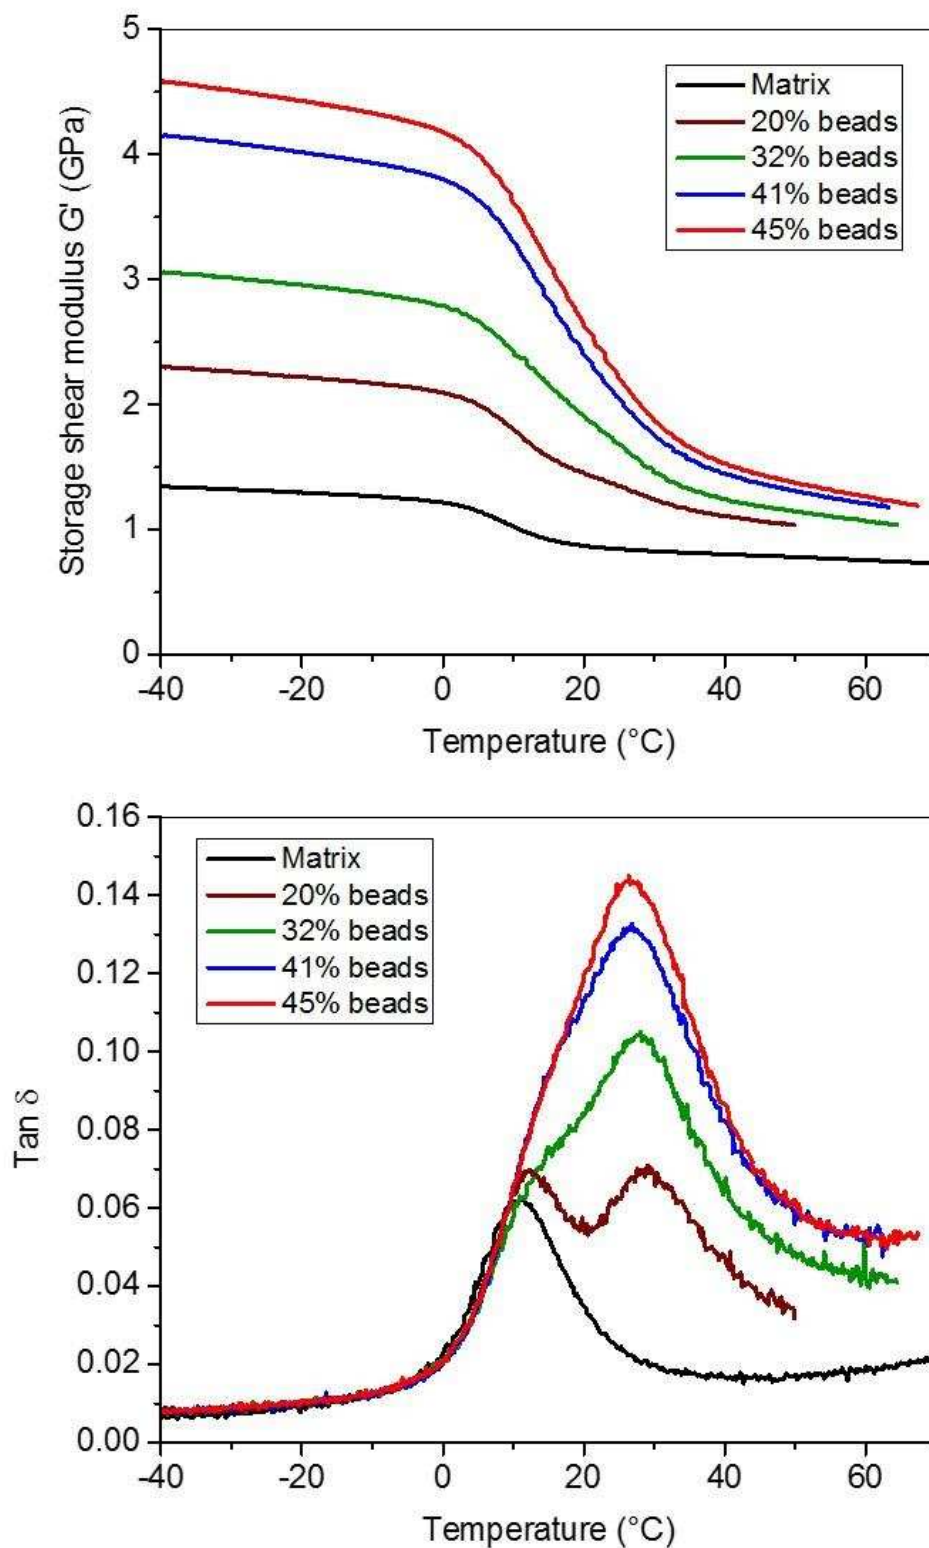 5
4
3
2
1
0
Storage shear modulus G' (GPa)
Matrix
20% beads
32% beads
41% beads
45% beads
-40 -20 0 20 40 60
Temperature (°C)
0.16
0.14
0.12
0.10
0.08
0.06
0.04
0.02
0.00
Tan δ
Matrix
20% beads
32% beads
41% beads
45% beads
-40 -20 0 20 40 60
Temperature (°C)